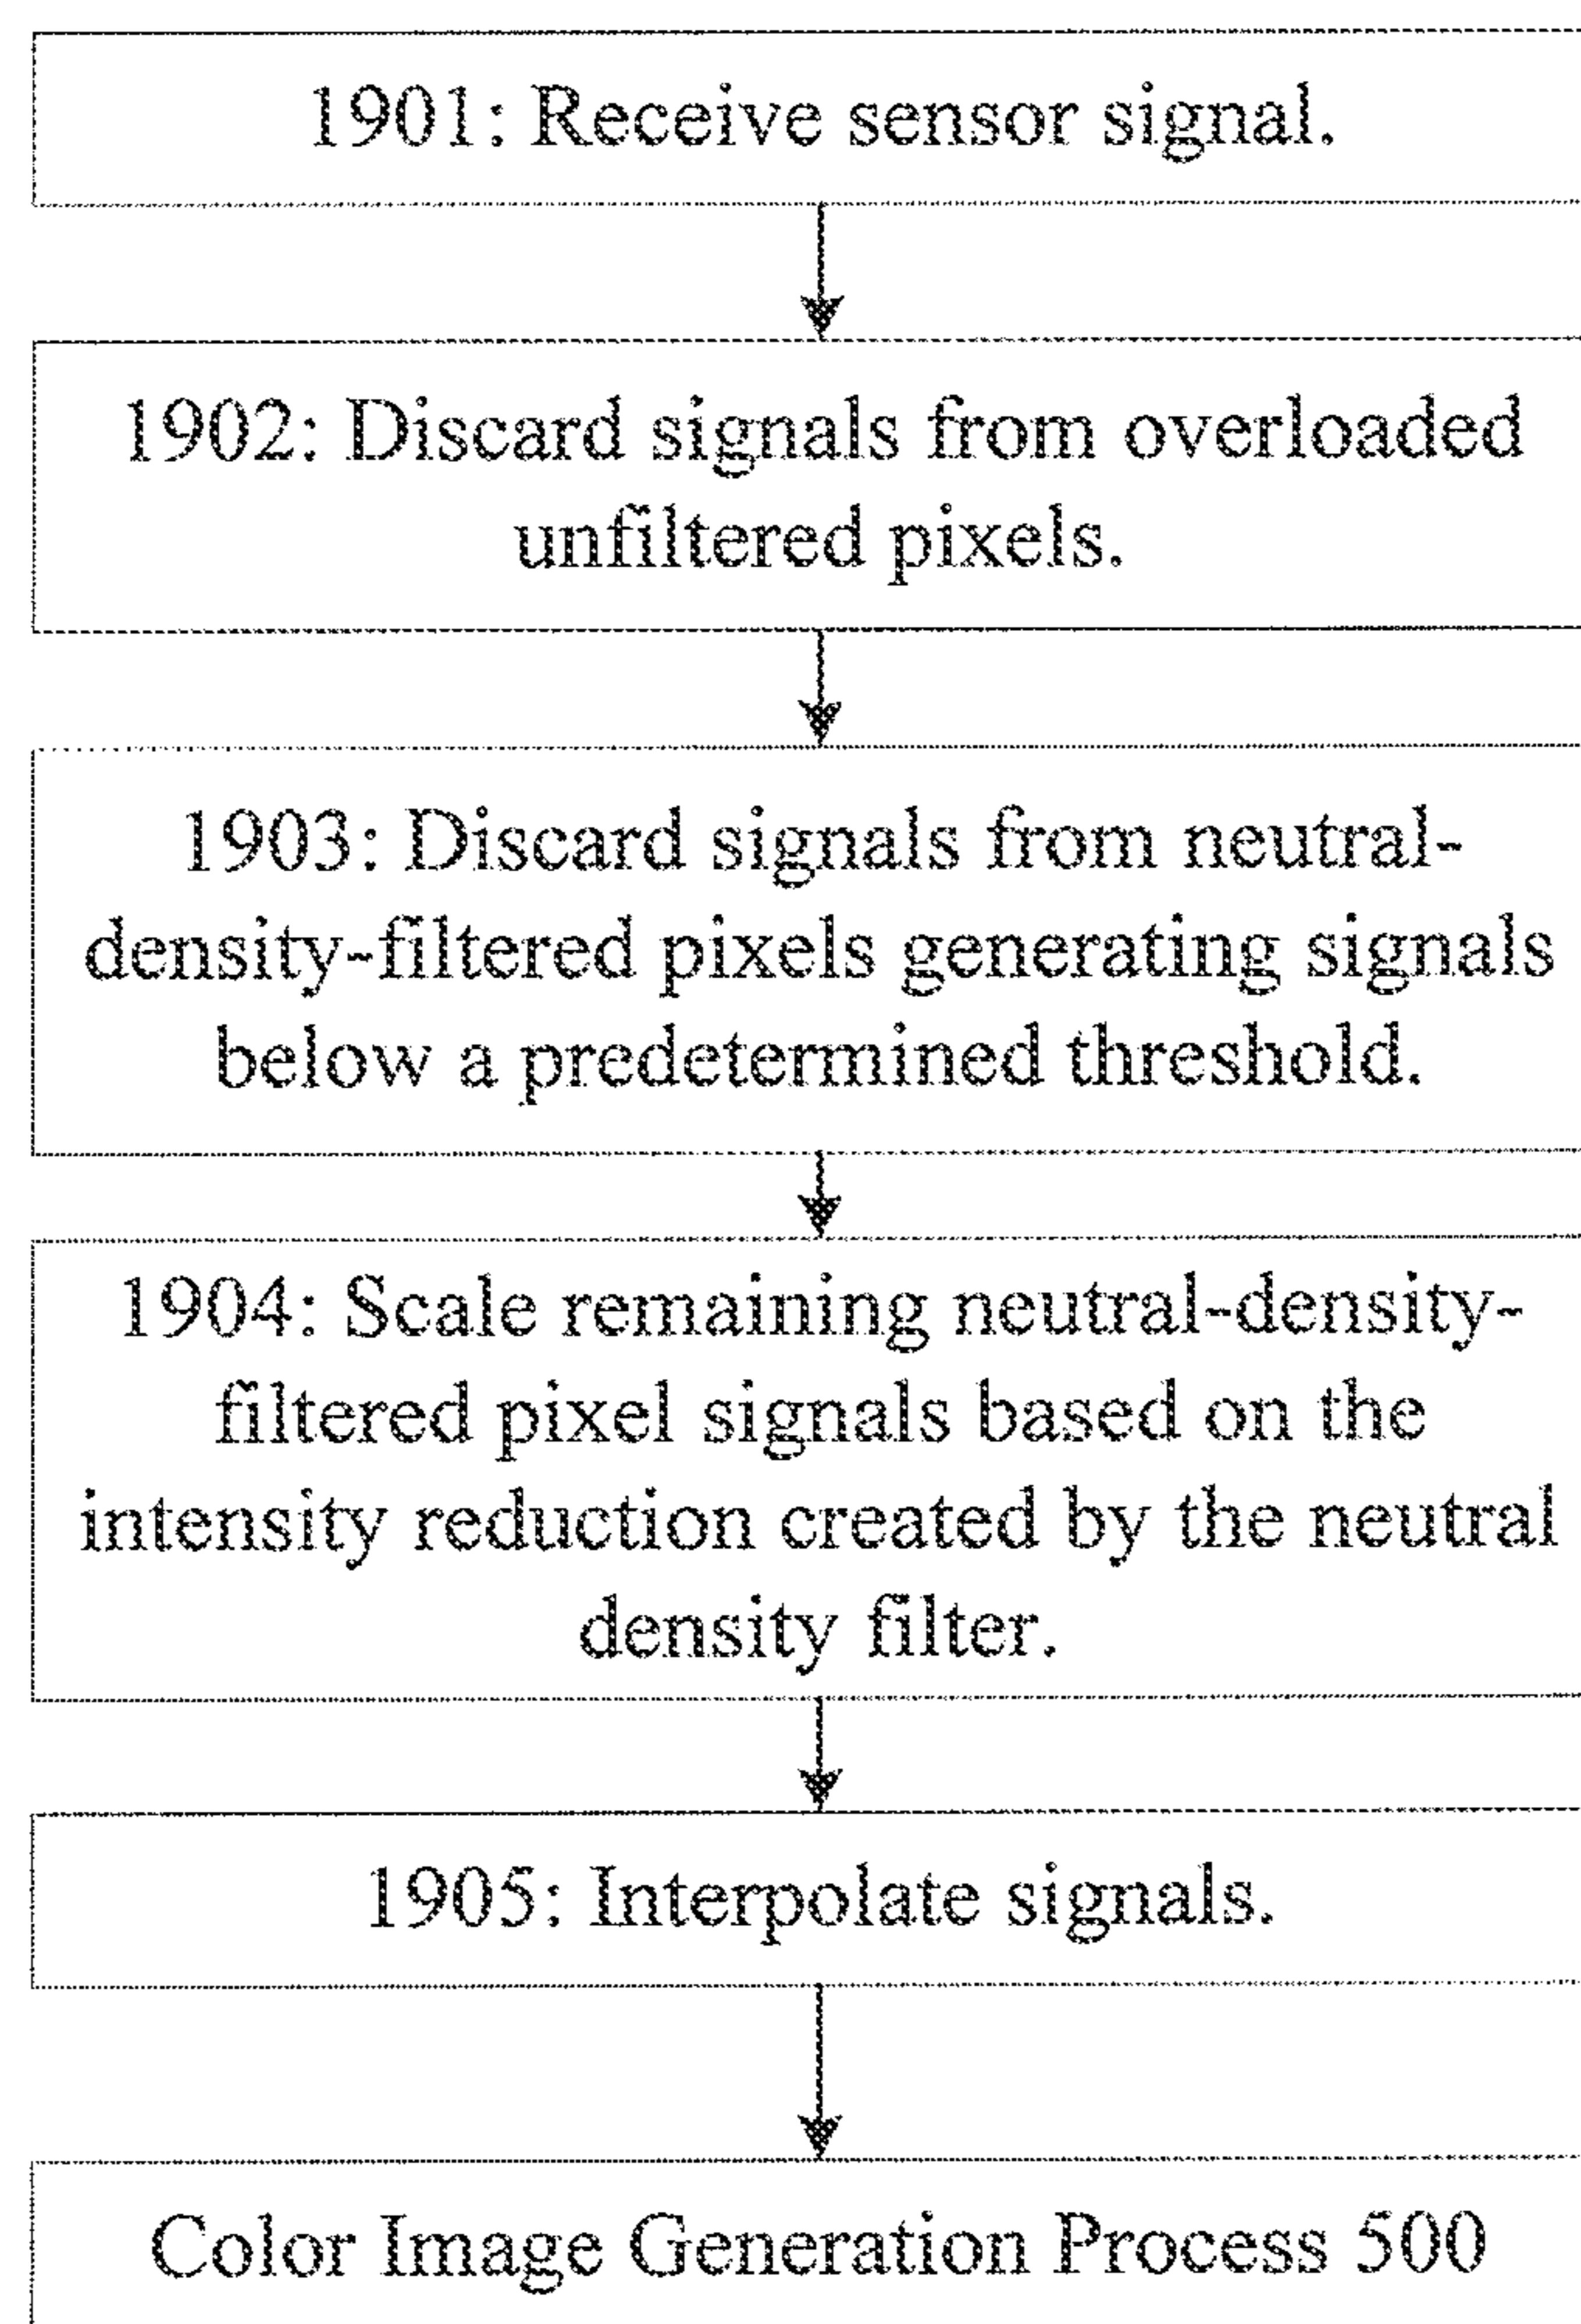 1901: Receive sensor signal.
1902: Discard signals from overloaded
unfiltered pixels.
1903: Discard signals from neutral-
density-filtered pixels generating signals
below a predetermined threshold.
1904: Scale remaining neutral-density-
filtered pixel signals based on the
intensity reduction created by the neutral
density filter.
1905: Interpolate signals.
Color Image Generation Process 500